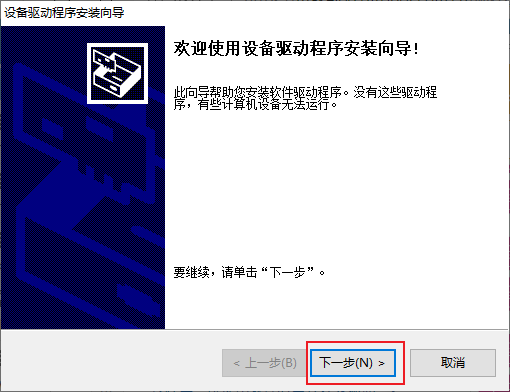 设备驱动程序安装向导
欢迎使用设备驱动程序安装向导!
此向导帮助您安装软件驱动程序。没有这些驱动程
序，有些计算机设备无法运行。
要继续，请单击“下一步”。
< 上一步(B)
下一步(N) >
取消